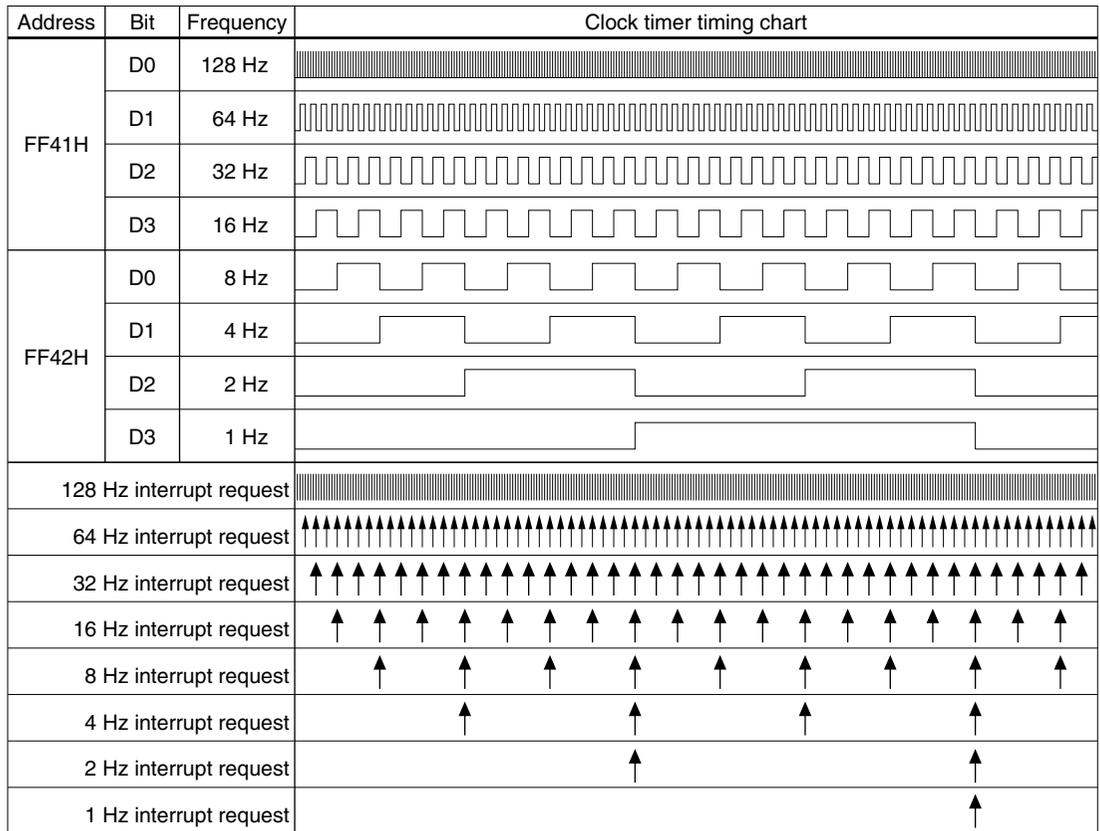 Address Bit Frequency Clock timer timing chart
FF41H
D0 128 Hz
D1 64 Hz
D2 32 Hz
D3 16 Hz
FF42H
D0 8 Hz
D1 4 Hz
D2 2 Hz
D3 1 Hz
128 Hz interrupt request
64 Hz interrupt request
32 Hz interrupt request
16 Hz interrupt request
8 Hz interrupt request
4 Hz interrupt request
2 Hz interrupt request
1 Hz interrupt request